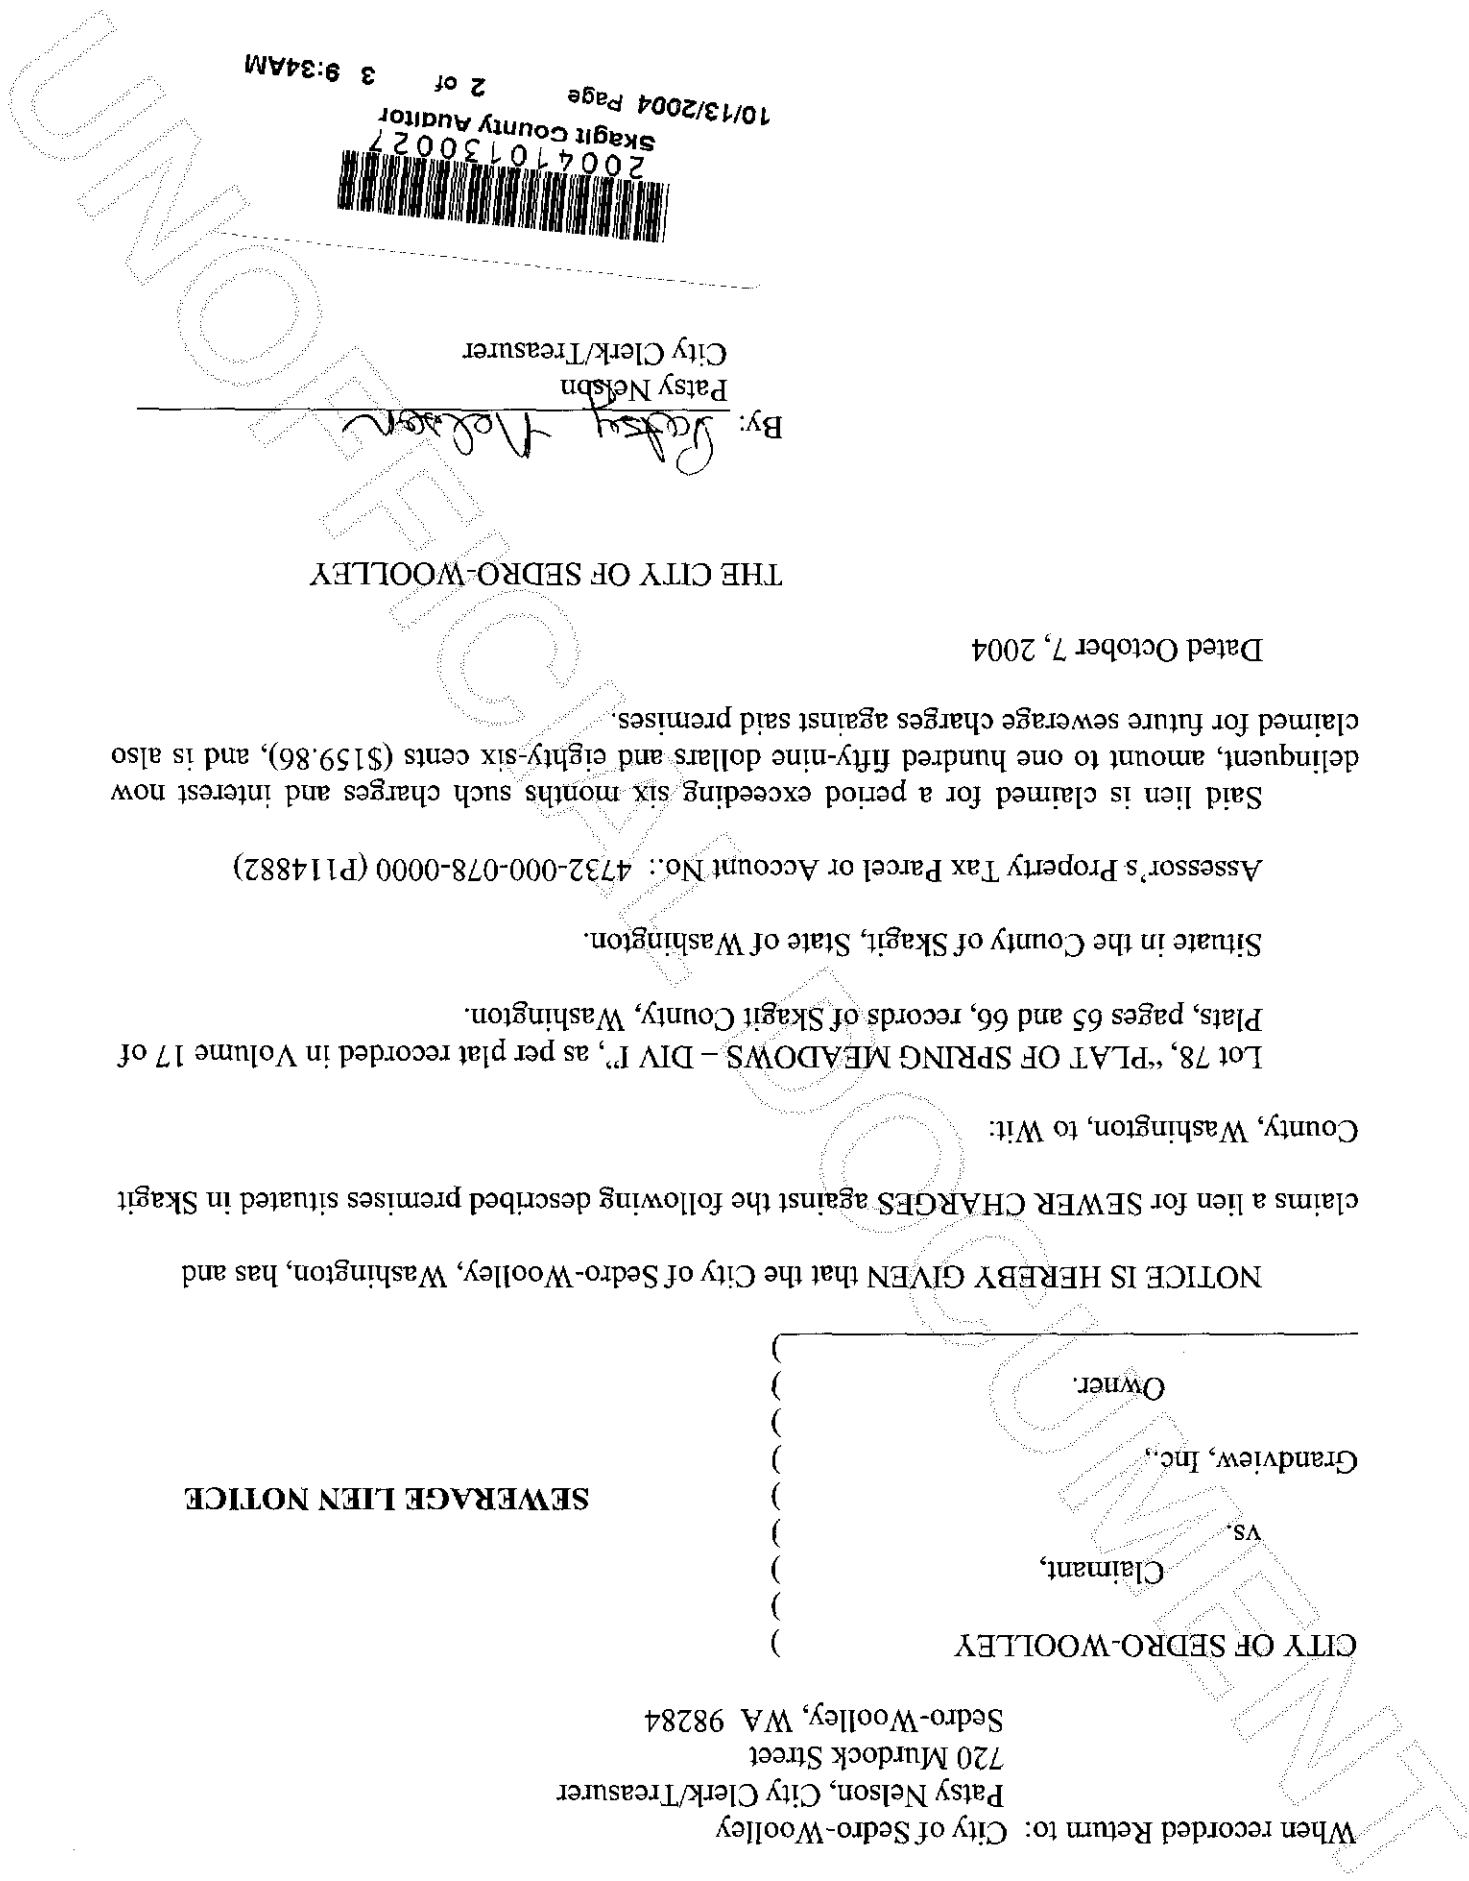 When recorded Return to: City of Sedro-Woolley
Patsy Nelson, City Clerk/Treasurer
720 Murdock Street
Sedro-Woolley, WA 98284
CITY OF SEDRO-WOOLLEY )
)
Claimant, )
vs. )
) SEWERAGE LIEN NOTICE
Grandview, Inc., )
)
Owner. )
)
NOTICE IS HEREBY GIVEN that the City of Sedro-Woolley, Washington, has and
claims a lien for SEWER CHARGES against the following described premises situated in Skagit
County, Washington, to Wit:
Lot 78, "PLAT OF SPRING MEADOWS – DIV I", as per plat recorded in Volume 17 of
Plats, pages 65 and 66, records of Skagit County, Washington.
Situate in the County of Skagit, State of Washington.
Assessor's Property Tax Parcel or Account No.: 4732-000-078-0000 (P114882)
Said lien is claimed for a period exceeding six months such charges and interest now
delinquent, amount to one hundred fifty-nine dollars and eighty-six cents ($159.86), and is also
claimed for future sewerage charges against said premises.
Dated October 7, 2004
THE CITY OF SEDRO-WOOLLEY
By: Patsy Nelson
Patsy Nelson
City Clerk/Treasurer
200410130027
Skagit County Auditor
10/13/2004 Page 2 of 3 9:34AM
UNOFFICIAL DOCUMENT